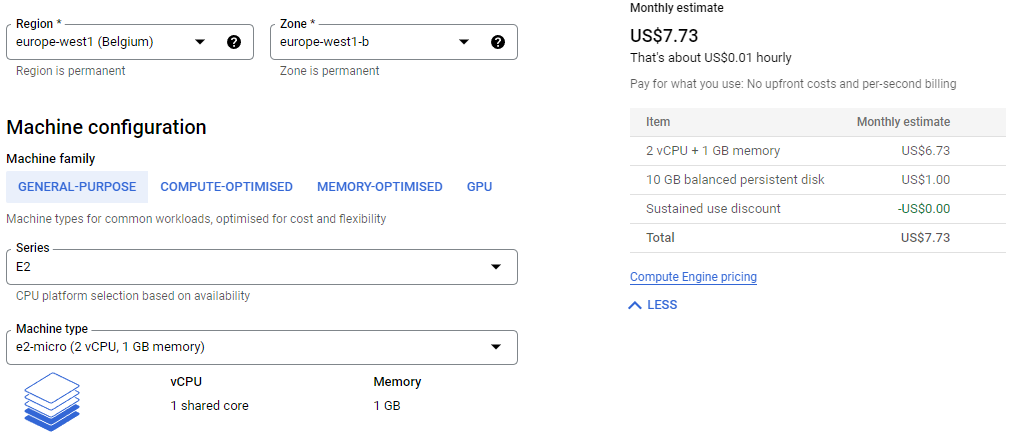 Region *
europe-west1 (Belgium)
Region is permanent
Zone *
europe-west1-b
Zone is permanent
Machine configuration
Machine family
GENERAL-PURPOSE COMPUTE-OPTIMISED MEMORY-OPTIMISED GPU
Machine types for common workloads, optimised for cost and flexibility
Series
E2
CPU platform selection based on availability
Machine type
e2-micro (2 vCPU, 1 GB memory)
vCPU Memory
1 shared core 1 GB
Monthly estimate
US$7.73
That's about US$0.01 hourly
Pay for what you use: No upfront costs and per-second billing
Item Monthly estimate
2 vCPU + 1 GB memory US$6.73
10 GB balanced persistent disk US$1.00
Sustained use discount -US$0.00
Total US$7.73
Compute Engine pricing
LESS